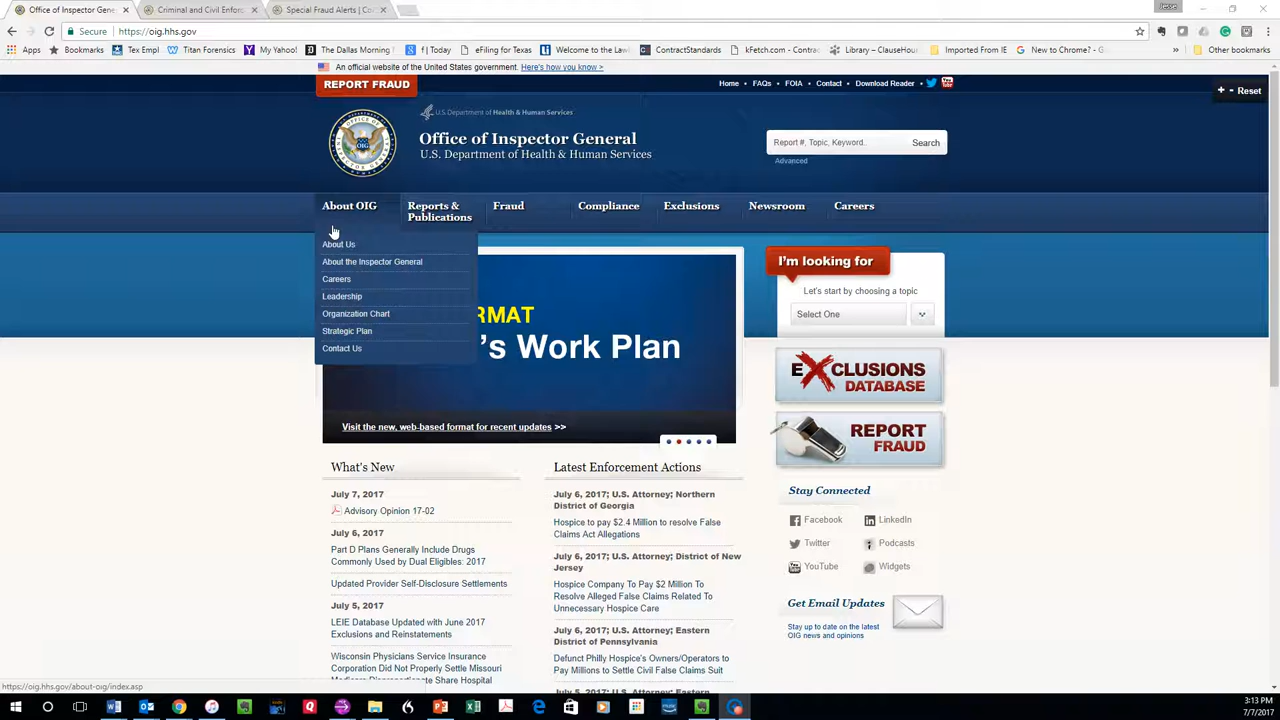 Office of Inspector Gener
Criminal and Civil Enforc
Special Fraud Alerts | Co
Jesse
Secure
https://oig.hhs.gov
Apps
Bookmarks
Tex Empl
Titan Forensics
My Yahoo!
The Dallas Morning
f | Today
eFiling for Texas
Welcome to the Law
ContractStandards
kFetch.com - Contrac
Library – ClauseHou
Imported From IE
New to Chrome?
Other bookmarks
An official website of the United States government. Here's how you know >
REPORT FRAUD
Home • FAQs • FOIA • Contact • Download Reader •
+ - Reset
U.S. Department of Health & Human Services
Office of Inspector General
U.S. Department of Health & Human Services
Report #, Topic, Keyword..
Search
Advanced
About OIG
Reports &
Publications
Fraud
Compliance
Exclusions
Newsroom
Careers
About Us
About the Inspector General
Careers
Leadership
Organization Chart
Strategic Plan
Contact Us
RMAT
's Work Plan
Visit the new, web-based format for recent updates >>
I'm looking for
Let's start by choosing a topic
Select One
EXCLUSIONS
DATABASE
REPORT
FRAUD
What's New
July 7, 2017
Advisory Opinion 17-02
July 6, 2017
Part D Plans Generally Include Drugs
Commonly Used by Dual Eligibles: 2017
Updated Provider Self-Disclosure Settlements
July 5, 2017
LEIE Database Updated with June 2017
Exclusions and Reinstatements
Wisconsin Physicians Service Insurance
Corporation Did Not Properly Settle Missouri
Medicare Disproportionate Share Hospital
Latest Enforcement Actions
July 6, 2017; U.S. Attorney; Northern
District of Georgia
Hospice to pay $2.4 Million to resolve False
Claims Act Allegations
July 6, 2017; U.S. Attorney; District of New
Jersey
Hospice Company To Pay $2 Million To
Resolve Alleged False Claims Related To
Unnecessary Hospice Care
July 6, 2017; U.S. Attorney; Eastern
District of Pennsylvania
Defunct Philly Hospice's Owners/Operators to
Pay Millions to Settle Civil False Claims Suit
July 5, 2017; U.S. Attorney; Eastern
Stay Connected
Facebook
LinkedIn
Twitter
Podcasts
YouTube
Widgets
Get Email Updates
Stay up to date on the latest
OIG news and opinions
https://oig.hhs.gov/about-oig/index.asp
3:13 PM
7/7/2017